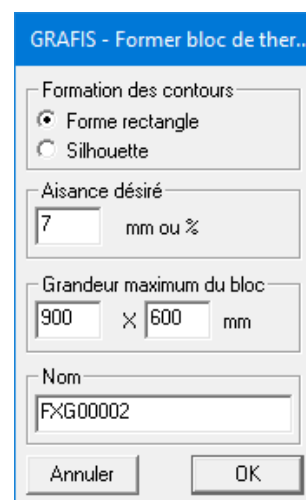 GRAFIS - Former bloc de ther...
Formation des contours
Forme rectangle
Silhouette
Aisance désiré
7 mm ou %
Grandeur maximum du bloc
900 X 600 mm
Nom
FXG00002
Annuler OK